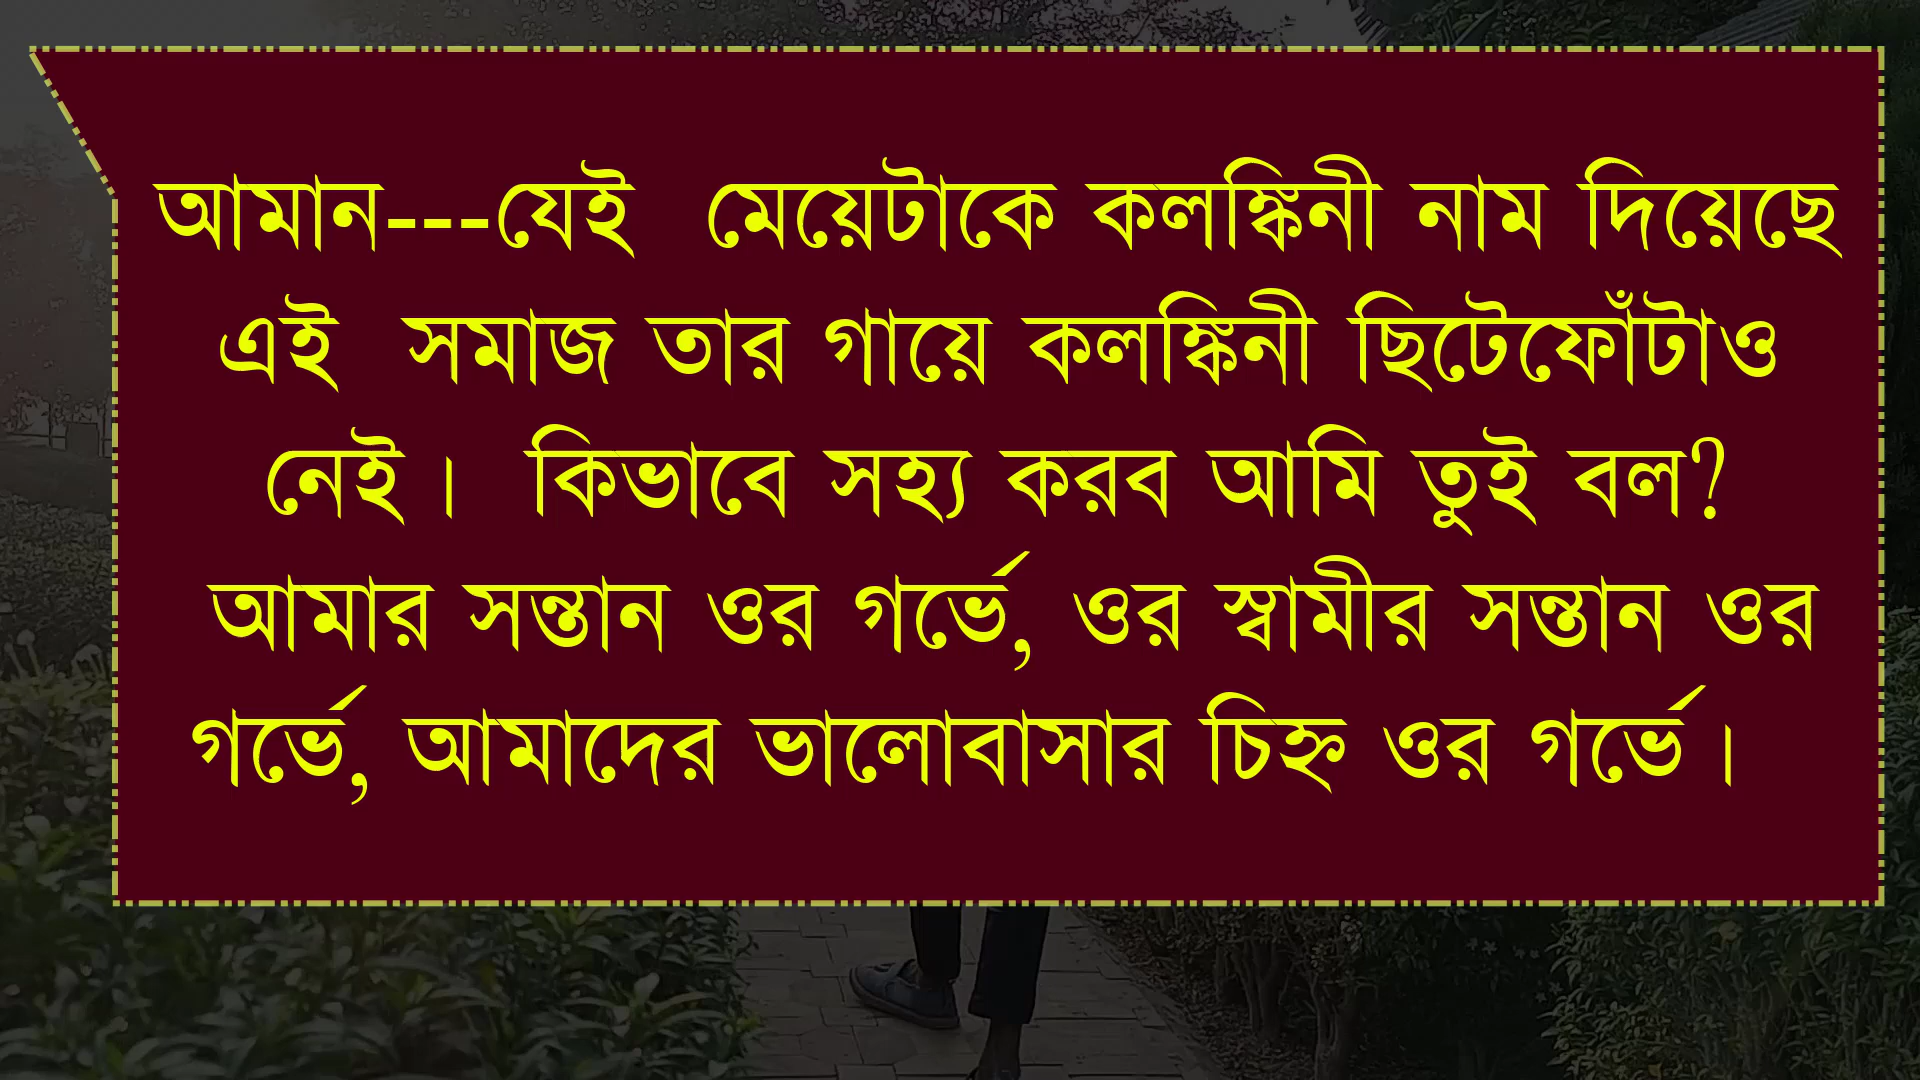 আমান---যেই  মেয়েটাকে কলঙ্কিনী নাম দিয়েছে
এই  সমাজ তার গায়ে কলঙ্কিনী ছিটেফোঁটাও
নেই।  কিভাবে সহ্য করব আমি তুই বল?
আমার সন্তান ওর গর্ভে, ওর স্বামীর সন্তান ওর
গর্ভে, আমাদের ভালোবাসার চিহ্ন ওর গর্ভে।